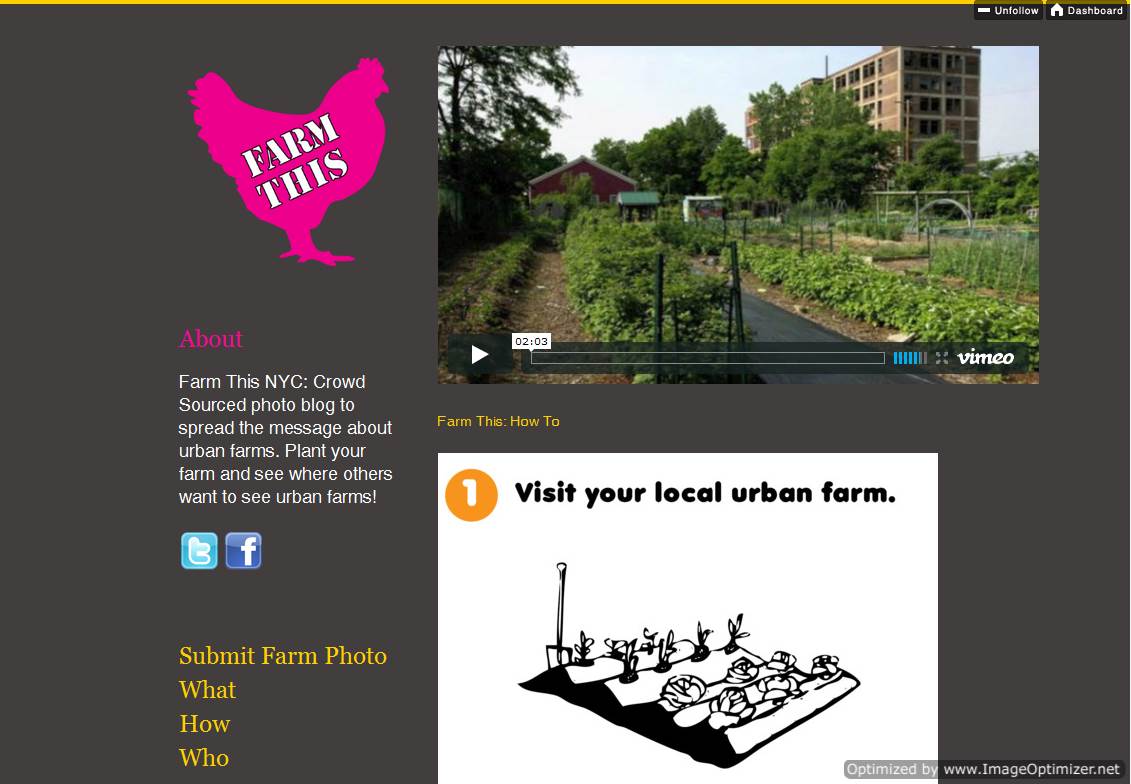 Unfollow
Dashboard
FARM
THIS
02:03
vimeo
About
Farm This NYC: Crowd
Sourced photo blog to
spread the message about
urban farms. Plant your
farm and see where others
want to see urban farms!
Farm This: How To
1 Visit your local urban farm.
Submit Farm Photo
What
How
Who
Optimized by www.ImageOptimizer.net